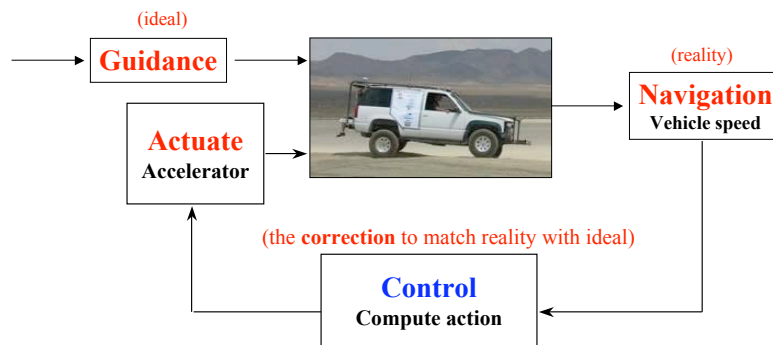 (ideal)
Guidance
(reality)
Navigation
Vehicle speed
Actuate
Accelerator
(the correction to match reality with ideal)
Control
Compute action